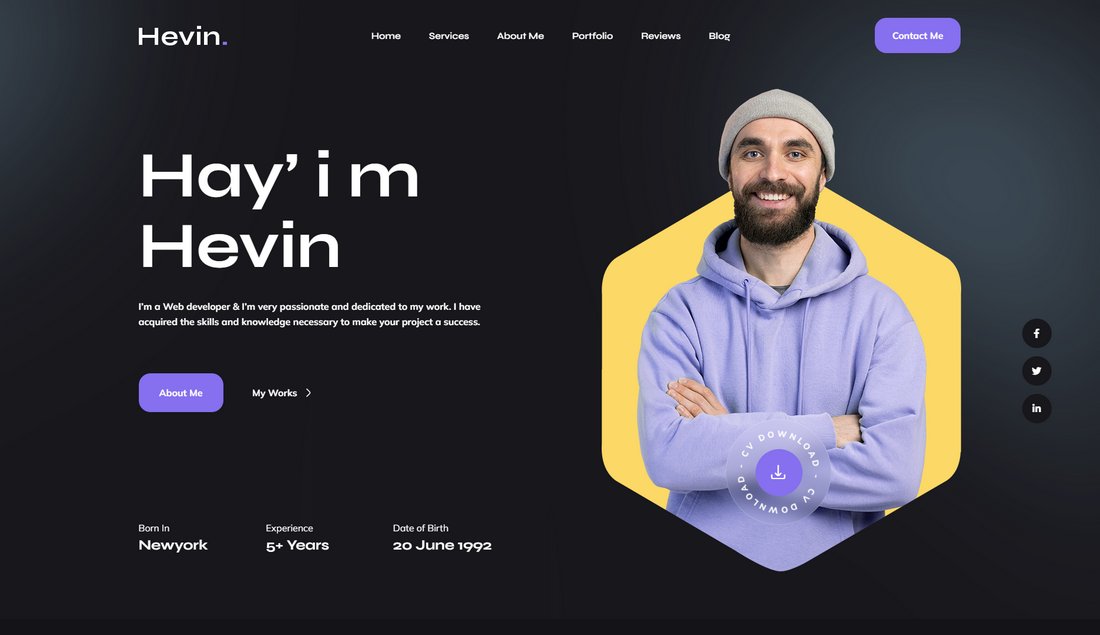 Hevin.
Home Services About Me Portfolio Reviews Blog
Contact Me
Hay’ i m
Hevin
I’m a Web developer & I’m very passionate and dedicated to my work. I have
acquired the skills and knowledge necessary to make your project a success.
About Me
My Works
CV DOWNLOAD - CV DOWNLOAD -
Born In
Newyork
Experience
5+ Years
Date of Birth
20 June 1992
f
in